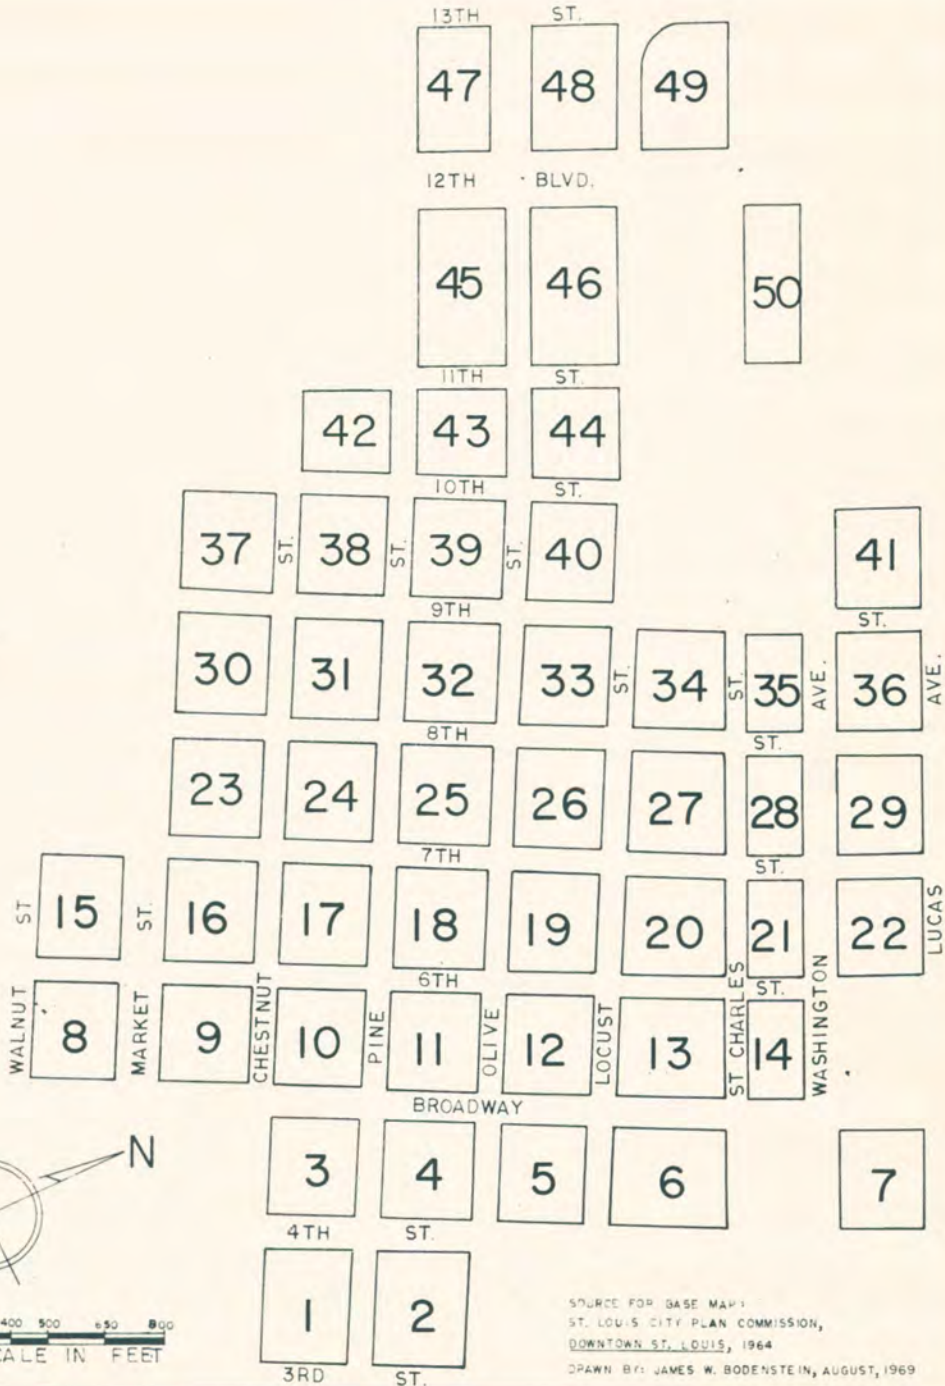 13TH ST.
47 48 49
12TH BLVD.
45 46 50
11TH ST.
42 43 44
10TH ST.
37 ST. 38 ST. 39 ST. 40 41
9TH ST.
30 31 32 33 ST. 34 ST. 35 AVE. 36 AVE.
8TH ST.
23 24 25 26 27 28 29
7TH ST.
ST 15 ST. 16 17 18 19 20 21 22 LUCAS
6TH ST.
WALNUT 8 MARKET 9 CHESTNUT 10 PINE 11 OLIVE 12 LOCUST 13 ST CHARLES 14 WASHINGTON
BROADWAY
N
3 4 5 6 7
4TH ST.
1 2
3RD ST.
400 500 650 800
CALE IN FEET
SOURCE FOR BASE MAP:
ST. LOUIS CITY PLAN COMMISSION,
DOWNTOWN ST. LOUIS, 1964
DRAWN BY: JAMES W. BODENSTEIN, AUGUST, 1969